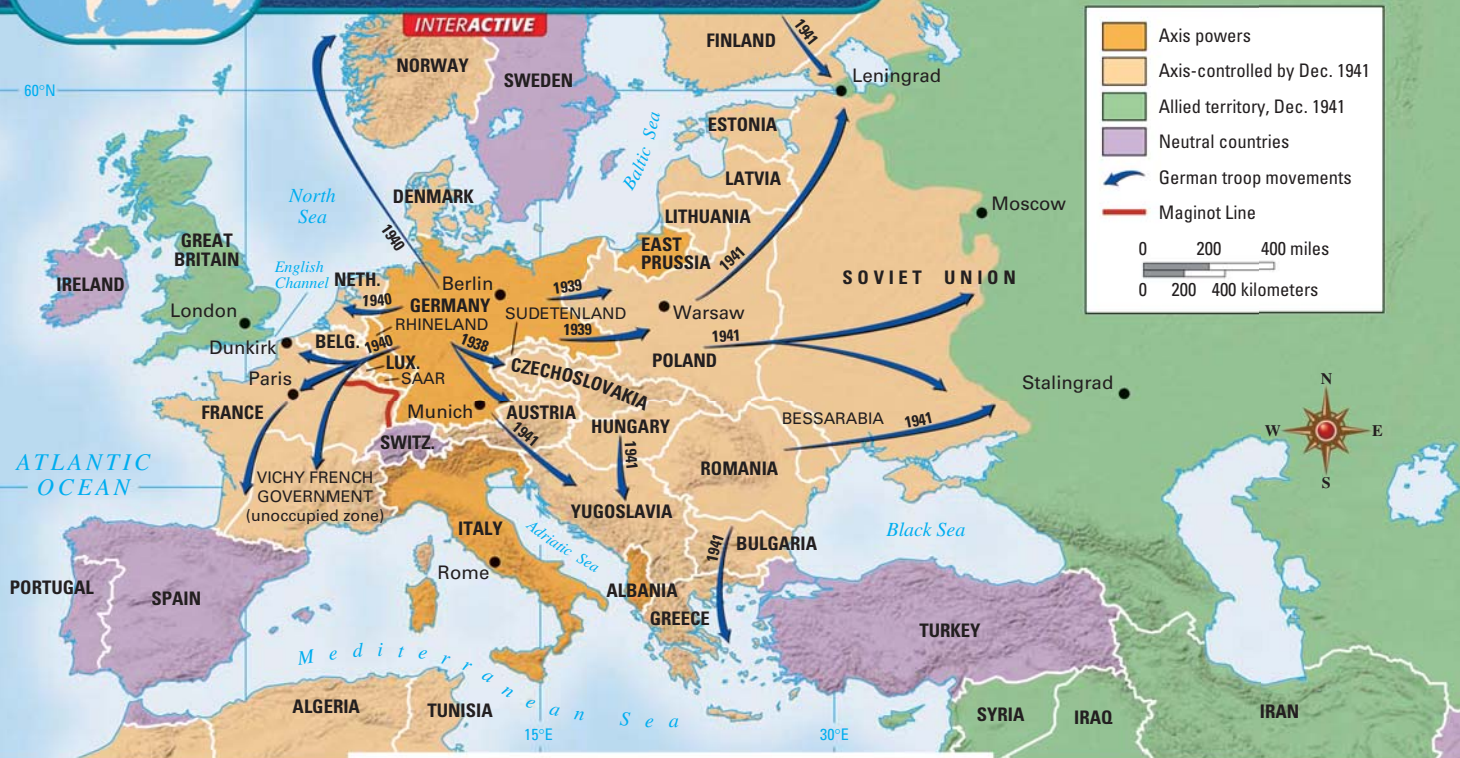 INTERACTIVE
Axis powers
Axis-controlled by Dec. 1941
Allied territory, Dec. 1941
Neutral countries
German troop movements
Maginot Line
0 200 400 miles
0 200 400 kilometers
N
W E
S
60°N
NORWAY
SWEDEN
FINLAND
1941
Leningrad
ESTONIA
Baltic Sea
LATVIA
LITHUANIA
EAST
PRUSSIA
1941
Moscow
SOVIET UNION
North
Sea
DENMARK
1940
GREAT
BRITAIN
IRELAND
London
English
Channel
NETH.
1940
Berlin
GERMANY
1939
RHINELAND
SUDETENLAND
1939
Warsaw
POLAND
1941
Dunkirk
BELG.
1940
1938
LUX.
SAAR
Paris
FRANCE
CZECHOSLOVAKIA
Munich
AUSTRIA
1941
HUNGARY
1941
SWITZ.
BESSARABIA
1941
Stalingrad
ROMANIA
ATLANTIC
OCEAN
VICHY FRENCH
GOVERNMENT
(unoccupied zone)
YUGOSLAVIA
ITALY
Adriatic Sea
Rome
1941
BULGARIA
Black Sea
ALBANIA
GREECE
PORTUGAL
SPAIN
TURKEY
Mediterranean Sea
ALGERIA
TUNISIA
SYRIA
IRAQ
IRAN
15°E
30°E